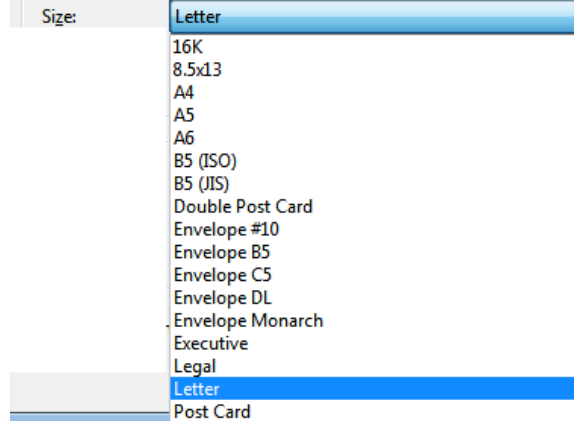 Size: Letter
16K
8.5x13
A4
A5
A6
B5 (ISO)
B5 (JIS)
Double Post Card
Envelope #10
Envelope B5
Envelope C5
Envelope DL
Envelope Monarch
Executive
Legal
Letter
Post Card